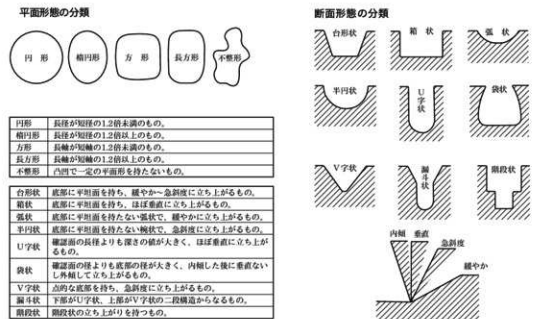 平面形態の分類
円 形
楕円形
方 形
長方形
不整形
円形 長径が短径の1.2倍未満のもの。
楕円形 長径が短径の1.2倍以上のもの。
方形 長軸が短軸の1.2倍未満のもの。
長方形 長軸が短軸の1.2倍以上のもの。
不整形 凸凹で一定の平面形を持たないもの。
台形状 底部に平坦面を持ち、緩やか〜急斜度に立ち上がるもの。
箱状 底部に平坦面を持ち、ほぼ垂直に立ち上がるもの。
弧状 底部に平坦面を持たない弧状で、緩やかに立ち上がるもの。
半円状 底部に平坦面を持たない椀状で、急斜度に立ち上がるもの。
U字状 確認面の長径よりも深さの値が大きく、ほぼ垂直に立ち上が
るもの。
袋状 確認面の径よりも底部の径が大きく、内傾した後に垂直ない
し外傾して立ち上がるもの。
V字状 点的な底部を持ち、急斜度に立ち上がるもの。
漏斗状 下部がU字状、上部がV字状の二段構造からなるもの。
階段状 階段状の立ち上がりを持つもの。
断面形態の分類
台形状
箱 状
弧 状
半円状
U字状
袋状
V字状
漏斗状
階段状
内傾
垂直
急斜度
緩やか